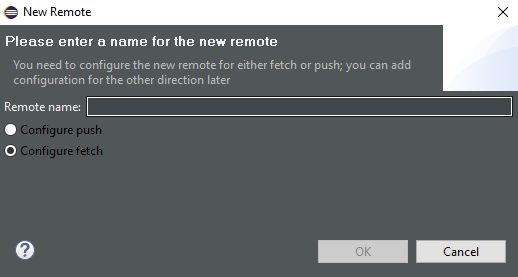 New Remote
Please enter a name for the new remote
You need to configure the new remote for either fetch or push; you can add
configuration for the other direction later
Remote name:
Configure push
Configure fetch
?
OK
Cancel